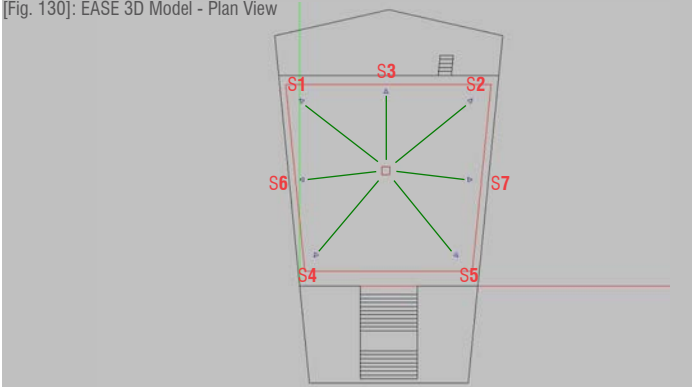 [Fig. 130]: EASE 3D Model - Plan View
S3
S1
S2
S6
S7
S4
S5